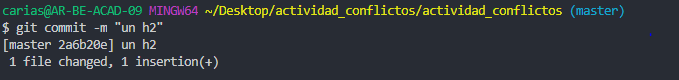 carias@AR-BE-ACAD-09 MINGW64 ~/Desktop/actividad_conflictos/actividad_conflictos (master)
$ git commit -m "un h2"
[master 2a6b20e] un h2
 1 file changed, 1 insertion(+)